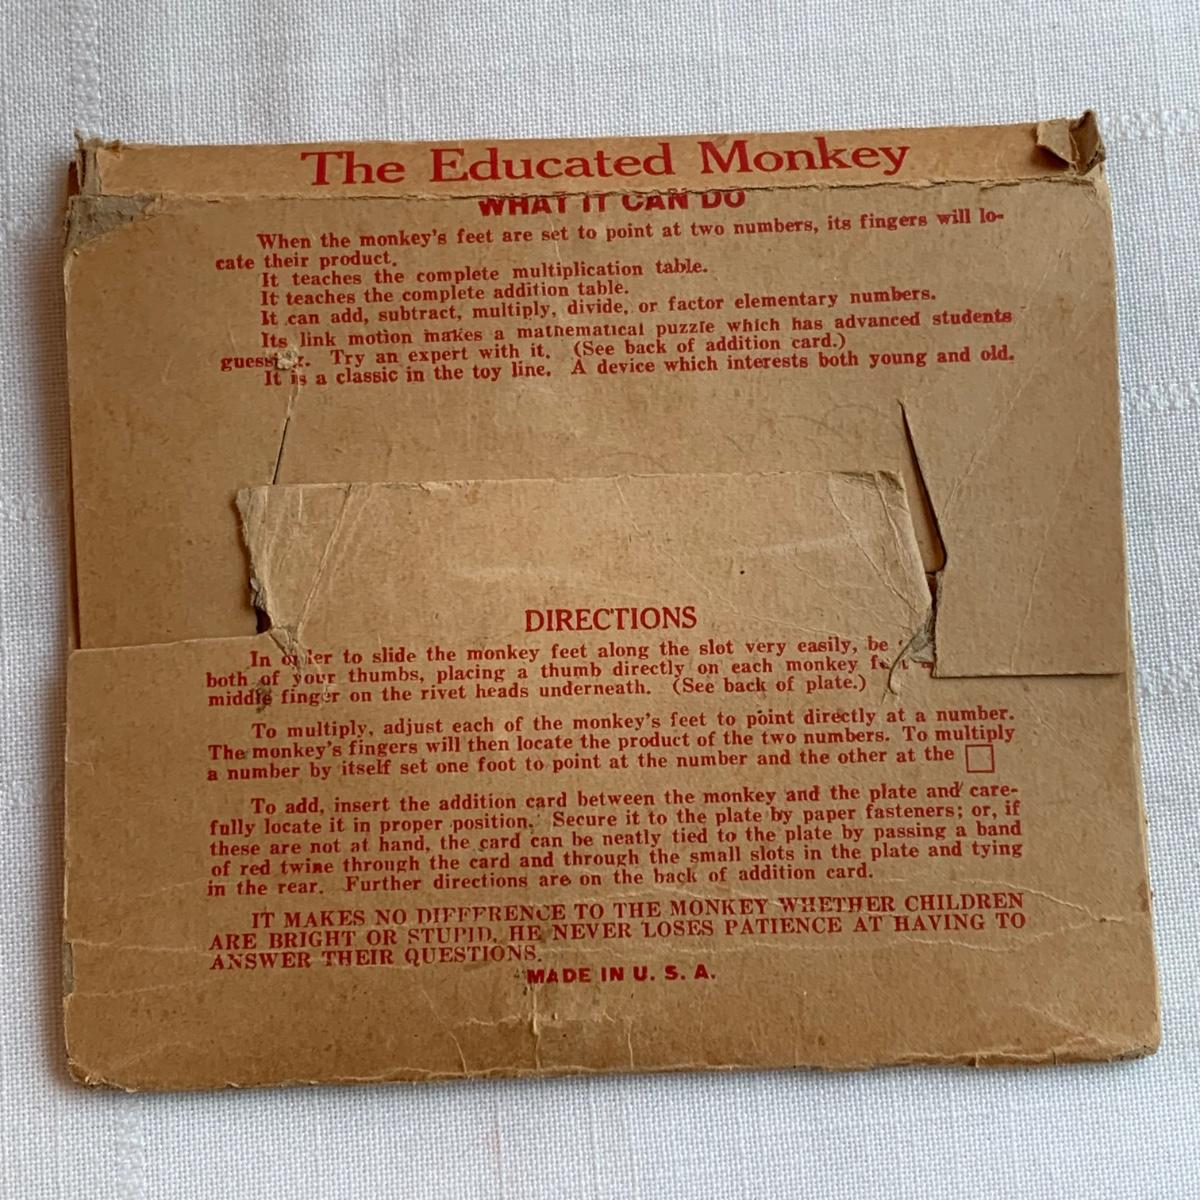 The Educated Monkey
WHAT IT CAN DO
When the monkey's feet are set to point at two numbers, its fingers will lo-
cate their product.
It teaches the complete multiplication table.
It teaches the complete addition table.
It can add, subtract, multiply, divide, or factor elementary numbers.
Its link motion makes a mathematical puzzle which has advanced students
Try an expert with it. (See back of addition card.)
It is a classic in the toy line. A device which interests both young and old.
DIRECTIONS
In order to slide the monkey feet along the slot very easily, be
both of your thumbs, placing a thumb directly on each monkey
middle finger on the rivet heads underneath. (See back of plate.)
To multiply, adjust each of the monkey's feet to point directly at a number.
The monkey's fingers will then locate the product of the two numbers. To multiply
a number by itself set one foot to point at the number and the other at the
To add, insert the addition card between the monkey and the plate and care-
fully locate it in proper position. Secure it to the plate by paper fasteners; or, if
these are not at hand, the card can be neatly tied to the plate by passing a band
of red twine through the card and through the small slots in the plate and tying
in the rear. Further directions are on the back of addition card.
IT MAKES NO DIFFERENCE TO THE MONKEY WHETHER CHILDREN
ARE BRIGHT OR STUPID, HE NEVER LOSES PATIENCE AT HAVING TO
ANSWER THEIR QUESTIONS.
MADE IN U. S. A.